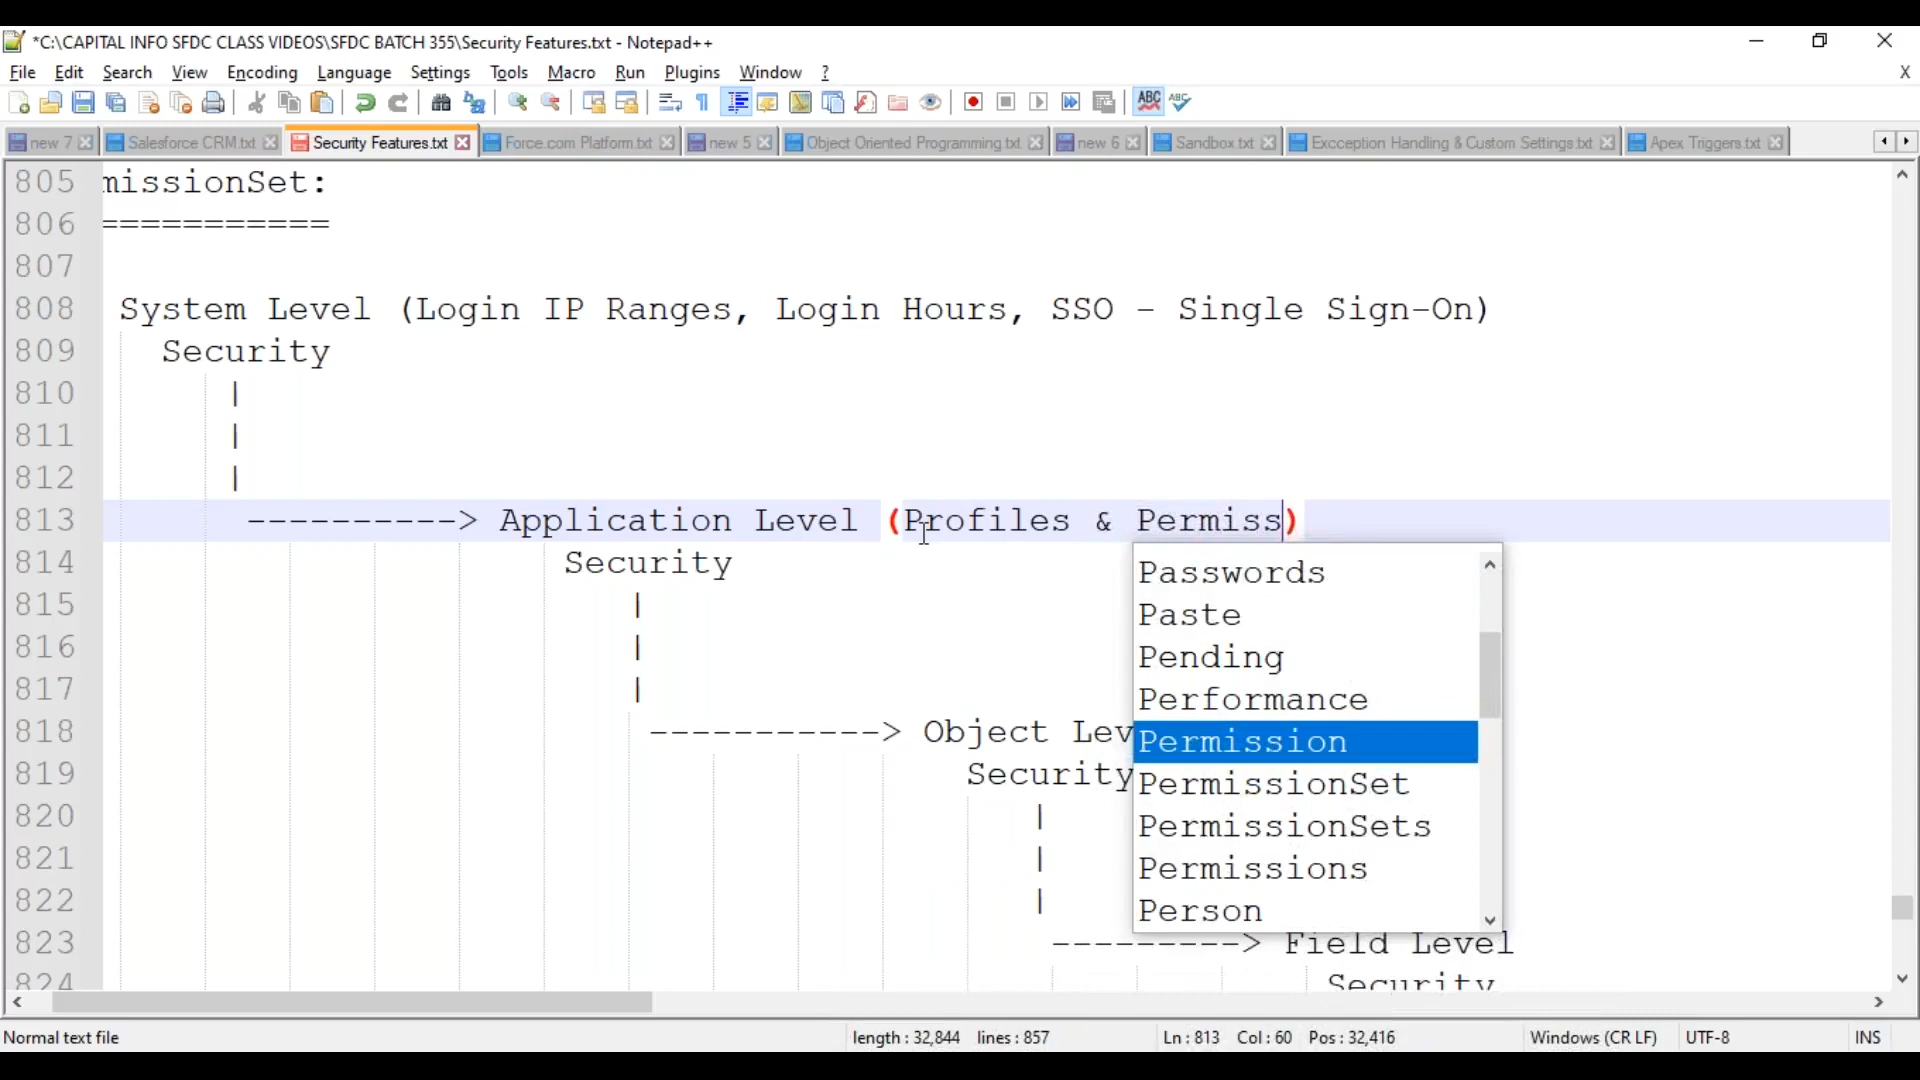 *C:\CAPITAL INFO SFDC CLASS VIDEOS\SFDC BATCH 355\Security Features.txt - Notepad++
File Edit Search View Encoding Language Settings Tools Macro Run Plugins Window ? X
new 7 Salesforce CRM.txt Security Features.txt Force.com Platform.txt new 5 Object Oriented Programming.txt new 6 Sandbox.txt Excception Handling & Custom Settings.txt Apex Triggers.txt
805 missionSet:
806 ===========
807
808 System Level (Login IP Ranges, Login Hours, SSO - Single Sign-On)
809 Security
810 |
811 |
812 |
813 ----------> Application Level (Profiles & Permiss)
814 Security
815 |
816 |
817 |
818 -----------> Object Lev
819 Security
820 |
821 |
822 |
823 ---------> Field Level
824 Security
Passwords
Paste
Pending
Performance
Permission
PermissionSet
PermissionSets
Permissions
Person
Normal text file length : 32,844 lines : 857 Ln : 813 Col : 60 Pos : 32,416 Windows (CR LF) UTF-8 INS